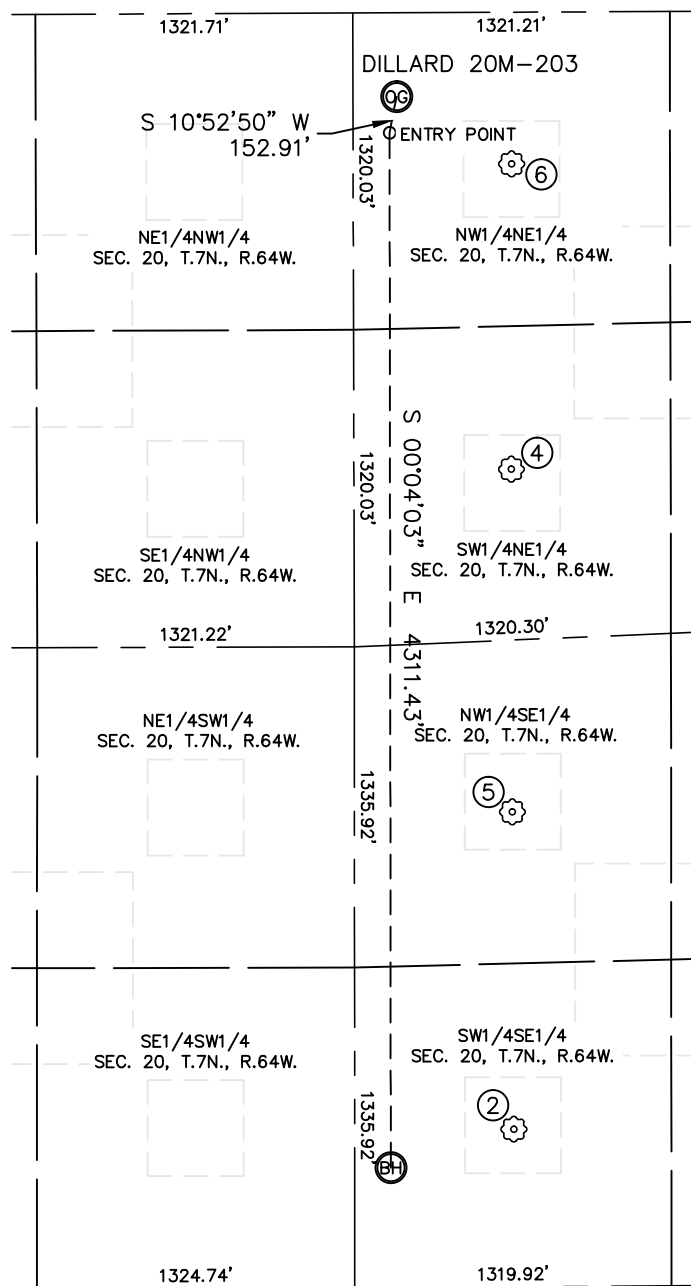 1321.71'
1321.21'
DILLARD 20M-203
OG
S 10°52'50" W
152.91'
ENTRY POINT
1320.03'
6
NE1/4NW1/4
SEC. 20, T.7N., R.64W.
NW1/4NE1/4
SEC. 20, T.7N., R.64W.
S 00°04'03" E 4311.43'
4
1320.03'
SE1/4NW1/4
SEC. 20, T.7N., R.64W.
SW1/4NE1/4
SEC. 20, T.7N., R.64W.
1321.22'
1320.30'
NE1/4SW1/4
SEC. 20, T.7N., R.64W.
NW1/4SE1/4
SEC. 20, T.7N., R.64W.
1335.92'
5
SE1/4SW1/4
SEC. 20, T.7N., R.64W.
SW1/4SE1/4
SEC. 20, T.7N., R.64W.
1335.92'
2
BH
1324.74'
1319.92'